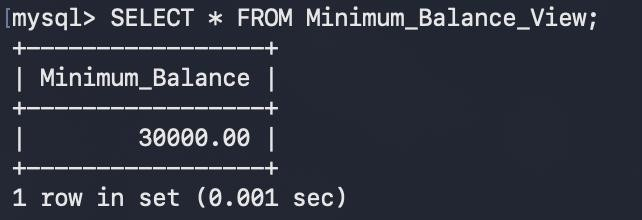 [mysql> SELECT * FROM Minimum_Balance_View;
+-----------------+
| Minimum_Balance |
+-----------------+
|        30000.00 |
+-----------------+
1 row in set (0.001 sec)